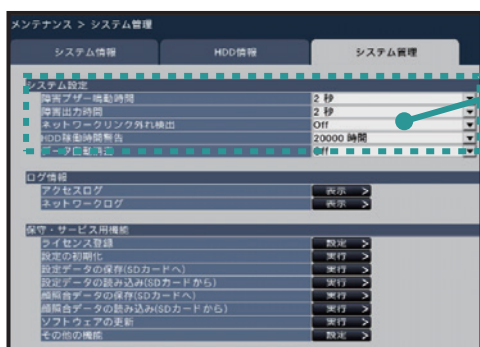 メンテナンス > システム管理
システム情報 HDD情報 システム管理
システム設定
障害ブザー鳴動時間 2 秒
障害出力時間 2 秒
ネットワークリンク外れ検出 Off
HDD稼働時間警告 20000 時間
データ自動消去 Off
ログ情報
アクセスログ 表示 >
ネットワークログ 表示 >
保守・サービス用機能
ライセンス登録 設定 >
設定の初期化 実行 >
設定データの保存(SDカードへ) 実行 >
設定データの読み込み(SDカードから) 実行 >
顔照合データの保存(SDカードへ) 実行 >
顔照合データの読み込み(SDカードから) 実行 >
ソフトウェアの更新 実行 >
その他の機能 設定 >